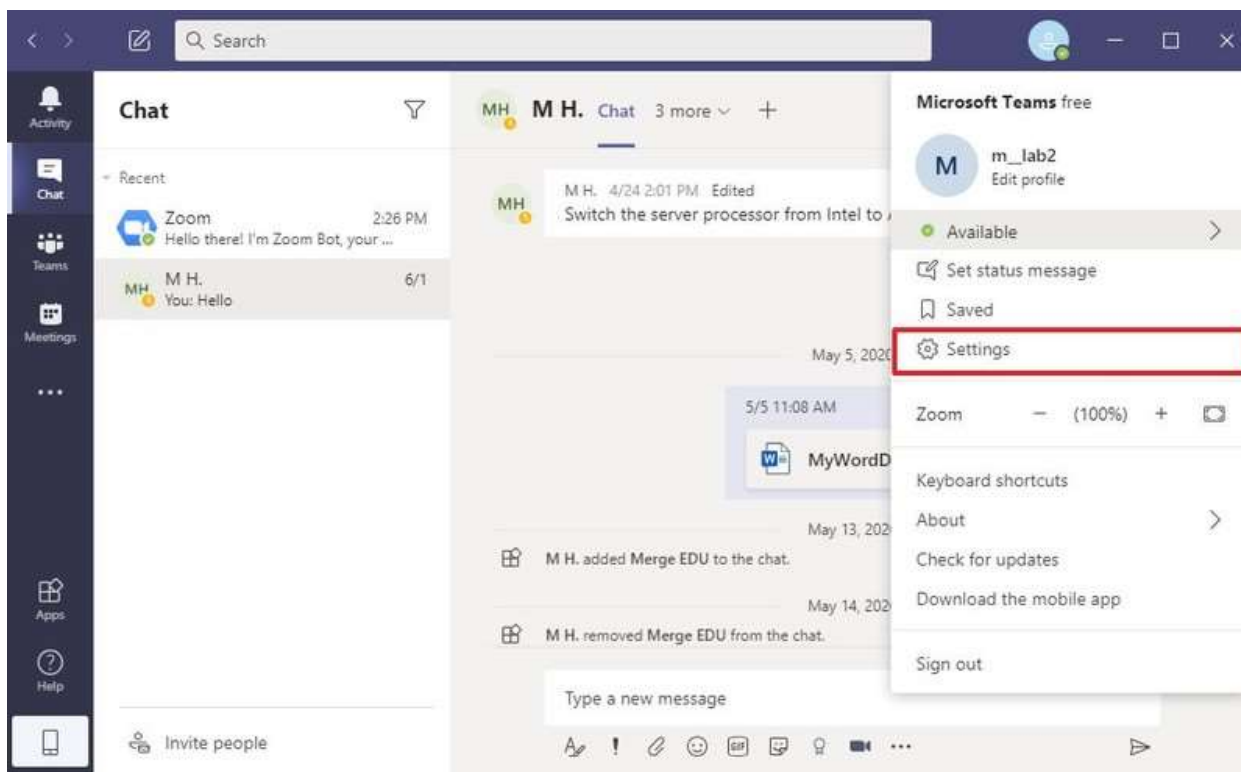 Search
Activity
Chat
Teams
Meetings
Apps
Help
Chat
Recent
Zoom 2:26 PM
Hello there! I'm Zoom Bot, your ...
MH M H. 6/1
You: Hello
Invite people
MH M H. Chat 3 more +
MH M H. 4/24 2:01 PM Edited
Switch the server processor from Intel to
May 5, 2020
5/5 11:08 AM
MyWordD
May 13, 202
M H. added Merge EDU to the chat.
May 14, 202
M H. removed Merge EDU from the chat.
Type a new message
GIF
Microsoft Teams free
M m__lab2
Edit profile
Available
Set status message
Saved
Settings
Zoom — (100%) +
Keyboard shortcuts
About
Check for updates
Download the mobile app
Sign out